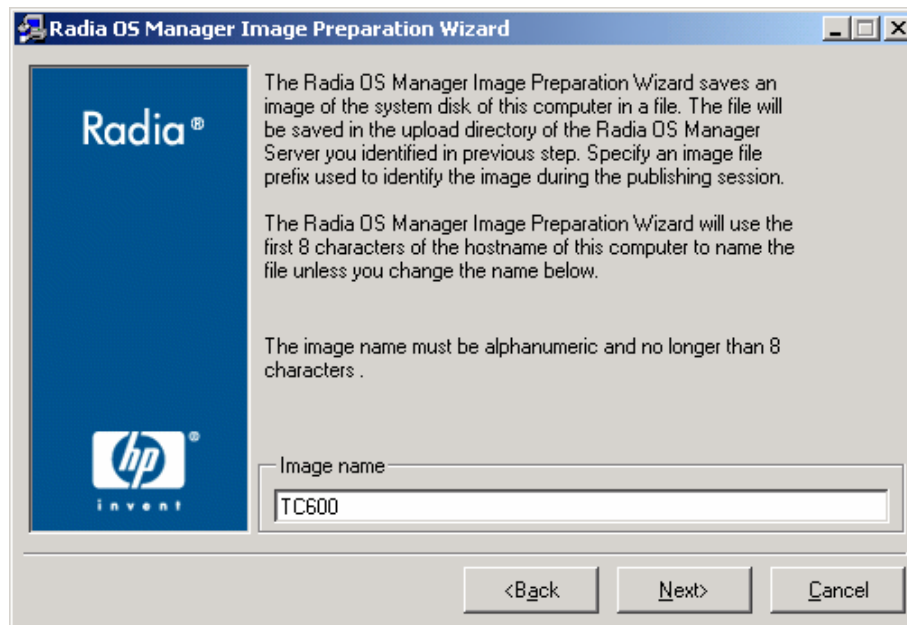 Radia OS Manager Image Preparation Wizard
Radia®
The Radia OS Manager Image Preparation Wizard saves an
image of the system disk of this computer in a file. The file will
be saved in the upload directory of the Radia OS Manager
Server you identified in previous step. Specify an image file
prefix used to identify the image during the publishing session.
The Radia OS Manager Image Preparation Wizard will use the
first 8 characters of the hostname of this computer to name the
file unless you change the name below.
The image name must be alphanumeric and no longer than 8
characters .
hp®
invent
Image name
TC600
<Back
Next>
Cancel